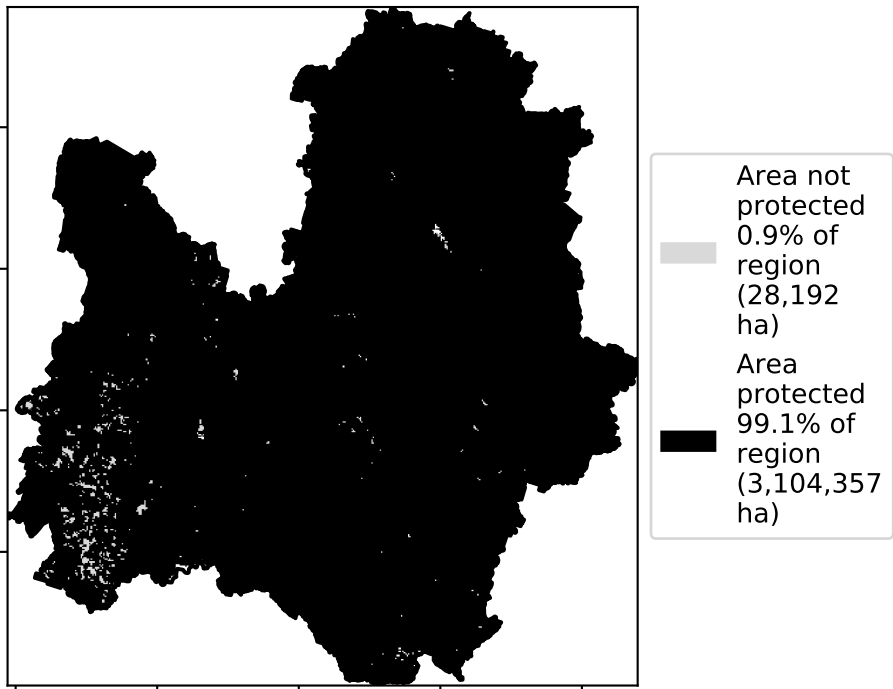 Area not
protected
0.9% of
region
(28,192
ha)
Area
protected
99.1% of
region
(3,104,357
ha)